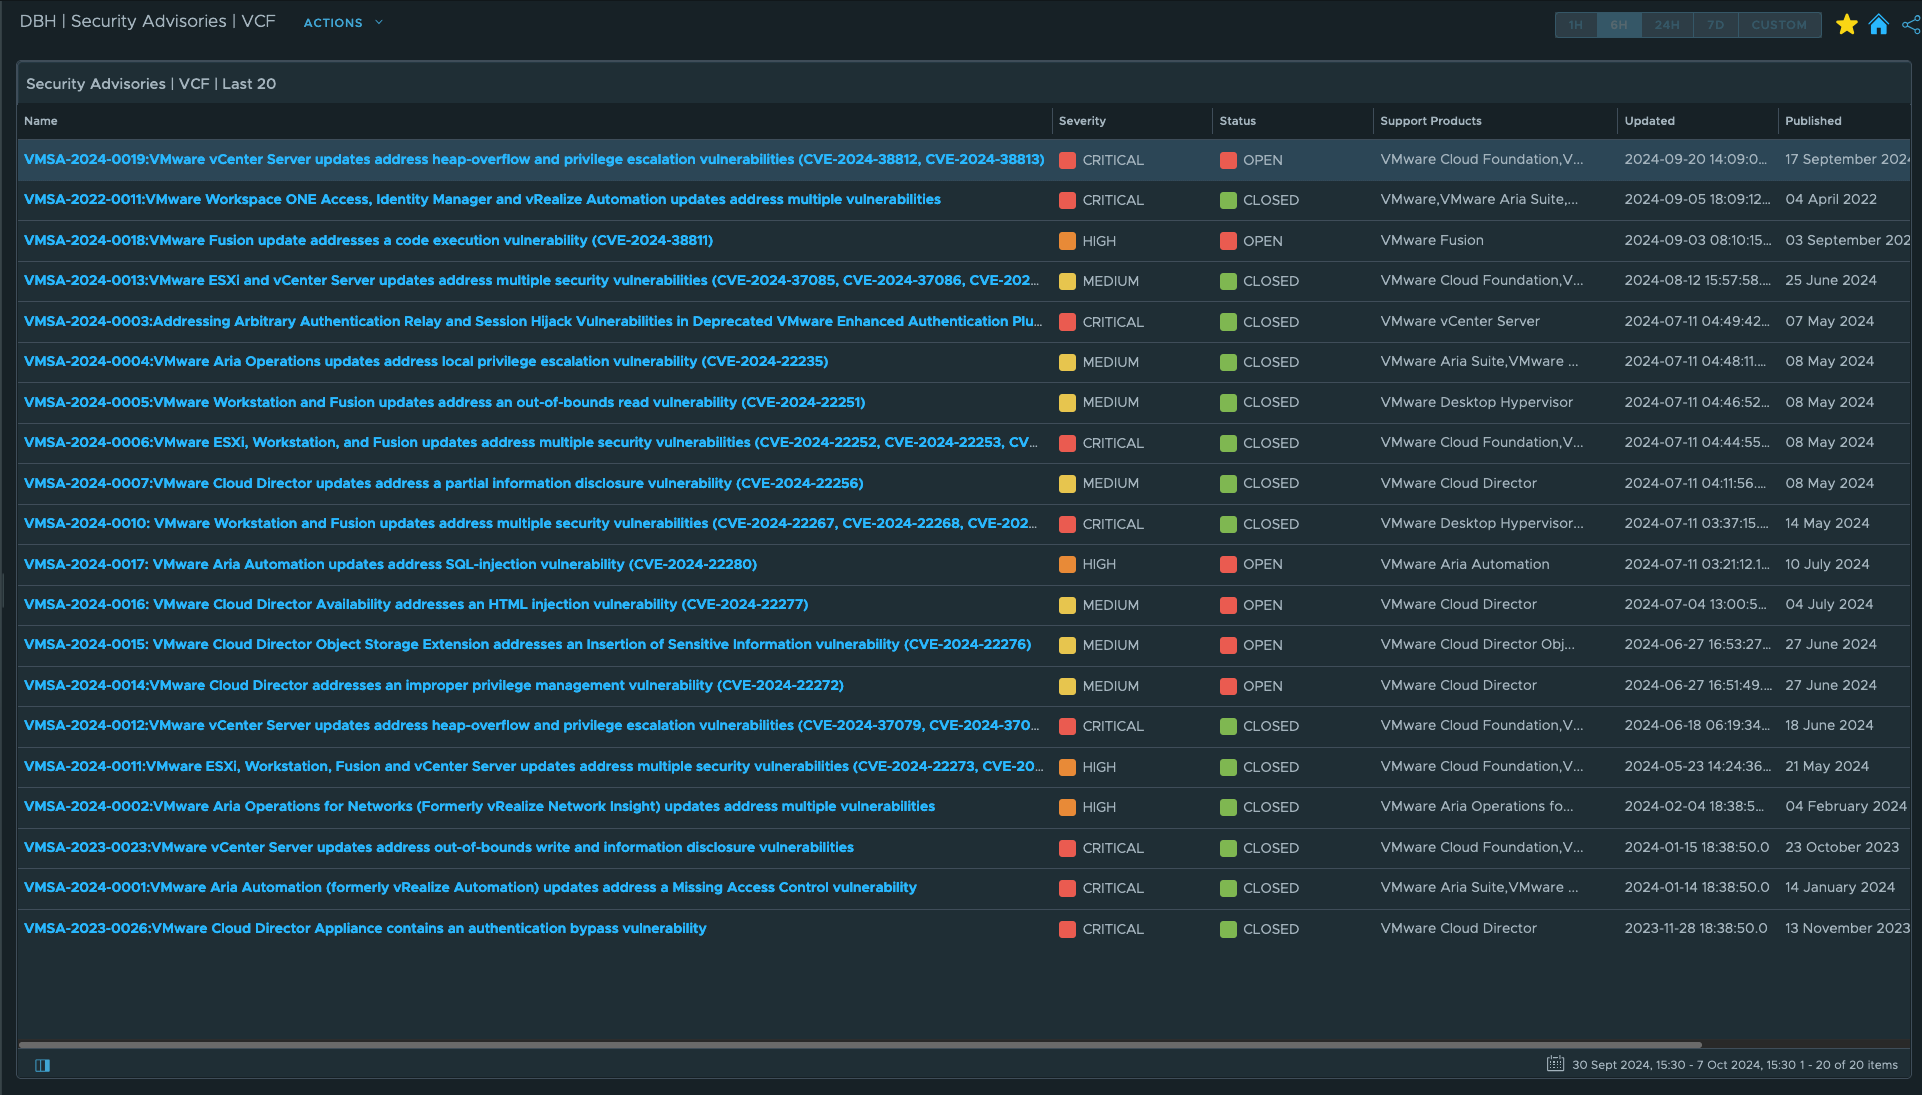 DBH | Security Advisories | VCF ACTIONS 1H 6H 24H 7D CUSTOM
Security Advisories | VCF | Last 20
Name Severity Status Support Products Updated Published
VMSA-2024-0019:VMware vCenter Server updates address heap-overflow and privilege escalation vulnerabilities (CVE-2024-38812, CVE-2024-38813) CRITICAL OPEN VMware Cloud Foundation,V... 2024-09-20 14:09:0... 17 September 2024
VMSA-2022-0011:VMware Workspace ONE Access, Identity Manager and vRealize Automation updates address multiple vulnerabilities CRITICAL CLOSED VMware,VMware Aria Suite,... 2024-09-05 18:09:12... 04 April 2022
VMSA-2024-0018:VMware Fusion update addresses a code execution vulnerability (CVE-2024-38811) HIGH OPEN VMware Fusion 2024-09-03 08:10:15... 03 September 202
VMSA-2024-0013:VMware ESXi and vCenter Server updates address multiple security vulnerabilities (CVE-2024-37085, CVE-2024-37086, CVE-202... MEDIUM CLOSED VMware Cloud Foundation,V... 2024-08-12 15:57:58.... 25 June 2024
VMSA-2024-0003:Addressing Arbitrary Authentication Relay and Session Hijack Vulnerabilities in Deprecated VMware Enhanced Authentication Plu... CRITICAL CLOSED VMware vCenter Server 2024-07-11 04:49:42... 07 May 2024
VMSA-2024-0004:VMware Aria Operations updates address local privilege escalation vulnerability (CVE-2024-22235) MEDIUM CLOSED VMware Aria Suite,VMware ... 2024-07-11 04:48:11.... 08 May 2024
VMSA-2024-0005:VMware Workstation and Fusion updates address an out-of-bounds read vulnerability (CVE-2024-22251) MEDIUM CLOSED VMware Desktop Hypervisor 2024-07-11 04:46:52... 08 May 2024
VMSA-2024-0006:VMware ESXi, Workstation, and Fusion updates address multiple security vulnerabilities (CVE-2024-22252, CVE-2024-22253, CV... CRITICAL CLOSED VMware Cloud Foundation,V... 2024-07-11 04:44:55... 08 May 2024
VMSA-2024-0007:VMware Cloud Director updates address a partial information disclosure vulnerability (CVE-2024-22256) MEDIUM CLOSED VMware Cloud Director 2024-07-11 04:11:56.... 08 May 2024
VMSA-2024-0010: VMware Workstation and Fusion updates address multiple security vulnerabilities (CVE-2024-22267, CVE-2024-22268, CVE-202... CRITICAL CLOSED VMware Desktop Hypervisor... 2024-07-11 03:37:15.... 14 May 2024
VMSA-2024-0017: VMware Aria Automation updates address SQL-injection vulnerability (CVE-2024-22280) HIGH OPEN VMware Aria Automation 2024-07-11 03:21:12.1... 10 July 2024
VMSA-2024-0016: VMware Cloud Director Availability addresses an HTML injection vulnerability (CVE-2024-22277) MEDIUM OPEN VMware Cloud Director 2024-07-04 13:00:5... 04 July 2024
VMSA-2024-0015: VMware Cloud Director Object Storage Extension addresses an Insertion of Sensitive Information vulnerability (CVE-2024-22276) MEDIUM OPEN VMware Cloud Director Obj... 2024-06-27 16:53:27... 27 June 2024
VMSA-2024-0014:VMware Cloud Director addresses an improper privilege management vulnerability (CVE-2024-22272) MEDIUM OPEN VMware Cloud Director 2024-06-27 16:51:49.... 27 June 2024
VMSA-2024-0012:VMware vCenter Server updates address heap-overflow and privilege escalation vulnerabilities (CVE-2024-37079, CVE-2024-370... CRITICAL CLOSED VMware Cloud Foundation,V... 2024-06-18 06:19:34... 18 June 2024
VMSA-2024-0011:VMware ESXi, Workstation, Fusion and vCenter Server updates address multiple security vulnerabilities (CVE-2024-22273, CVE-20... HIGH CLOSED VMware Cloud Foundation,V... 2024-05-23 14:24:36... 21 May 2024
VMSA-2024-0002:VMware Aria Operations for Networks (Formerly vRealize Network Insight) updates address multiple vulnerabilities HIGH CLOSED VMware Aria Operations fo... 2024-02-04 18:38:5... 04 February 2024
VMSA-2023-0023:VMware vCenter Server updates address out-of-bounds write and information disclosure vulnerabilities CRITICAL CLOSED VMware Cloud Foundation,V... 2024-01-15 18:38:50.0 23 October 2023
VMSA-2024-0001:VMware Aria Automation (formerly vRealize Automation) updates address a Missing Access Control vulnerability CRITICAL CLOSED VMware Aria Suite,VMware ... 2024-01-14 18:38:50.0 14 January 2024
VMSA-2023-0026:VMware Cloud Director Appliance contains an authentication bypass vulnerability CRITICAL CLOSED VMware Cloud Director 2023-11-28 18:38:50.0 13 November 2023
30 Sept 2024, 15:30 - 7 Oct 2024, 15:30 1 - 20 of 20 items